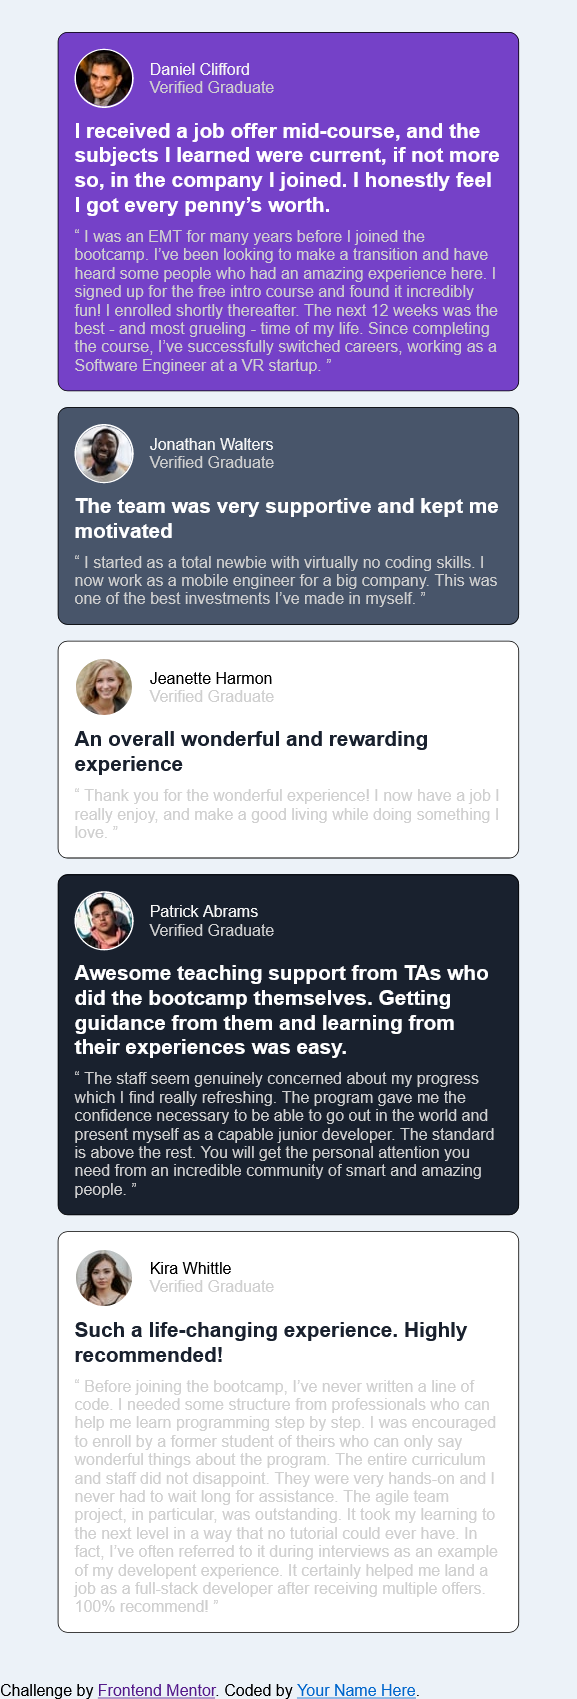 Daniel Clifford
Verified Graduate
I received a job offer mid-course, and the
subjects I learned were current, if not more
so, in the company I joined. I honestly feel
I got every penny’s worth.
“ I was an EMT for many years before I joined the
bootcamp. I’ve been looking to make a transition and have
heard some people who had an amazing experience here. I
signed up for the free intro course and found it incredibly
fun! I enrolled shortly thereafter. The next 12 weeks was the
best - and most grueling - time of my life. Since completing
the course, I’ve successfully switched careers, working as a
Software Engineer at a VR startup. ”
Jonathan Walters
Verified Graduate
The team was very supportive and kept me
motivated
“ I started as a total newbie with virtually no coding skills. I
now work as a mobile engineer for a big company. This was
one of the best investments I’ve made in myself. ”
Jeanette Harmon
Verified Graduate
An overall wonderful and rewarding
experience
“ Thank you for the wonderful experience! I now have a job I
really enjoy, and make a good living while doing something I
love. ”
Patrick Abrams
Verified Graduate
Awesome teaching support from TAs who
did the bootcamp themselves. Getting
guidance from them and learning from
their experiences was easy.
“ The staff seem genuinely concerned about my progress
which I find really refreshing. The program gave me the
confidence necessary to be able to go out in the world and
present myself as a capable junior developer. The standard
is above the rest. You will get the personal attention you
need from an incredible community of smart and amazing
people. ”
Kira Whittle
Verified Graduate
Such a life-changing experience. Highly
recommended!
“ Before joining the bootcamp, I’ve never written a line of
code. I needed some structure from professionals who can
help me learn programming step by step. I was encouraged
to enroll by a former student of theirs who can only say
wonderful things about the program. The entire curriculum
and staff did not disappoint. They were very hands-on and I
never had to wait long for assistance. The agile team
project, in particular, was outstanding. It took my learning to
the next level in a way that no tutorial could ever have. In
fact, I’ve often referred to it during interviews as an example
of my developent experience. It certainly helped me land a
job as a full-stack developer after receiving multiple offers.
100% recommend! ”
Challenge by Frontend Mentor. Coded by Your Name Here.